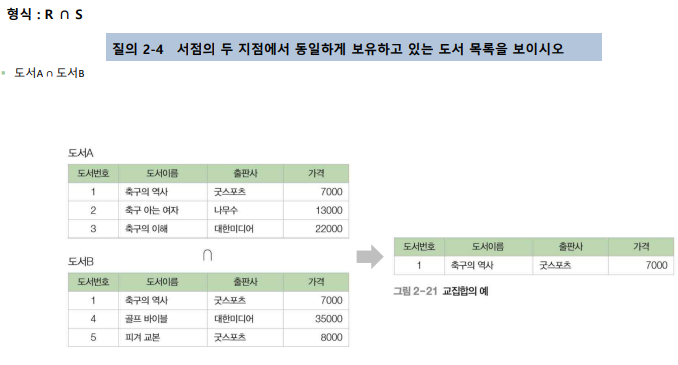 형식 : R ∩ S
질의 2-4 서점의 두 지점에서 동일하게 보유하고 있는 도서 목록을 보이시오
도서A ∩ 도서B
도서A
도서번호 도서이름 출판사 가격
1 축구의 역사 굿스포츠 7000
2 축구 아는 여자 나무수 13000
3 축구의 이해 대한미디어 22000
∩
도서B
도서번호 도서이름 출판사 가격
1 축구의 역사 굿스포츠 7000
4 골프 바이블 대한미디어 35000
5 피겨 교본 굿스포츠 8000
도서번호 도서이름 출판사 가격
1 축구의 역사 굿스포츠 7000
그림 2-21 교집합의 예